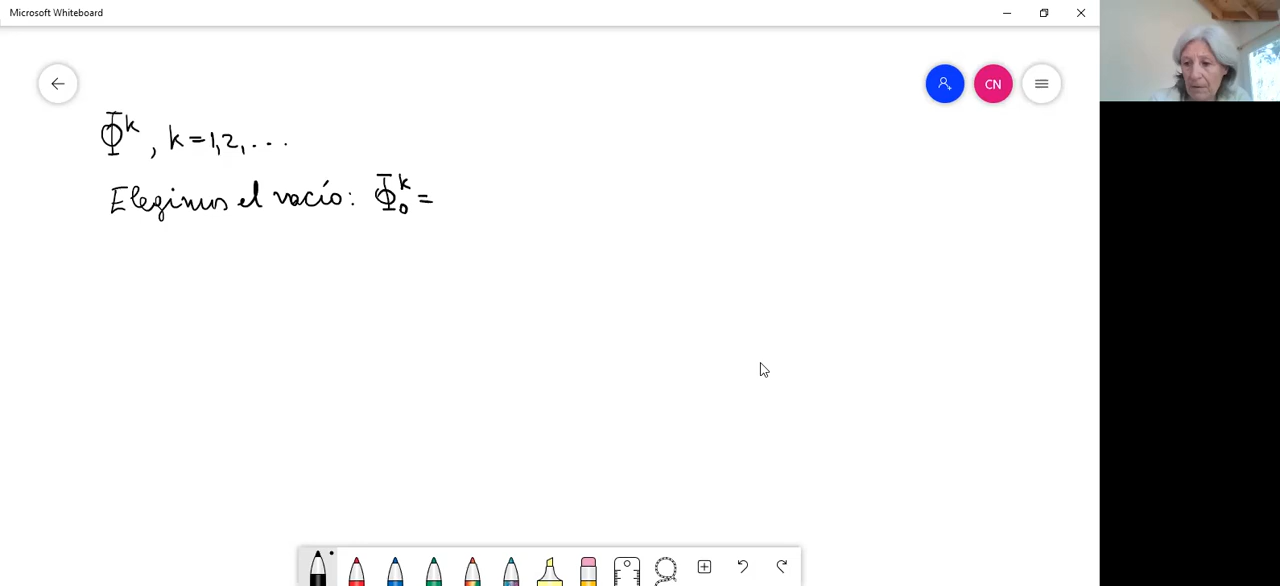 Microsoft Whiteboard
CN
Φ^k, k = 1, 2, ...
Elegimos el vacío: Φ_0^k =